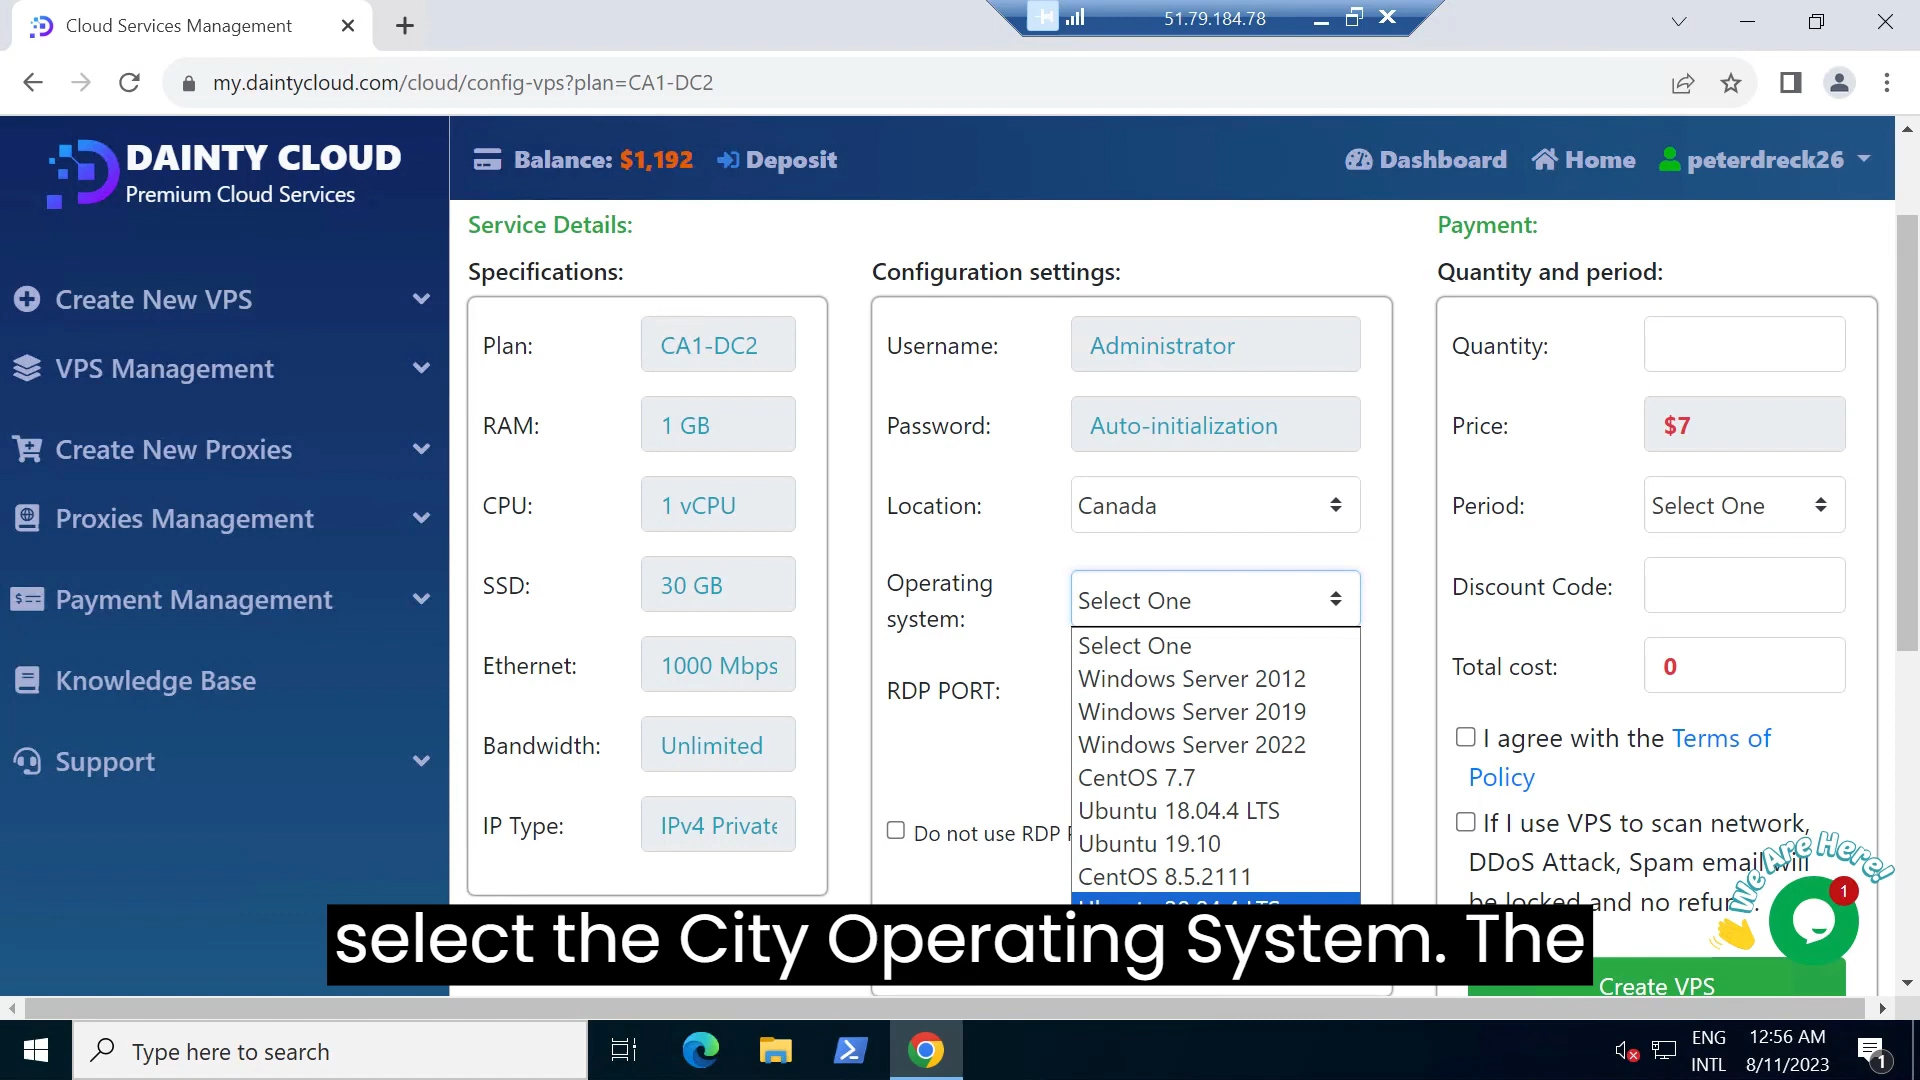 Cloud Services Management
51.79.184.78
my.daintycloud.com/cloud/config-vps?plan=CA1-DC2
DAINTY CLOUD
Premium Cloud Services
Balance: $1,192
Deposit
Dashboard
Home
peterdreck26
Create New VPS
VPS Management
Create New Proxies
Proxies Management
Payment Management
Knowledge Base
Support
Service Details:
Specifications:
Plan:
CA1-DC2
RAM:
1 GB
CPU:
1 vCPU
SSD:
30 GB
Ethernet:
1000 Mbps
Bandwidth:
Unlimited
IP Type:
IPv4 Private
Configuration settings:
Username:
Administrator
Password:
Auto-initialization
Location:
Canada
Operating
system:
Select One
Select One
Windows Server 2012
Windows Server 2019
Windows Server 2022
CentOS 7.7
Ubuntu 18.04.4 LTS
Ubuntu 19.10
CentOS 8.5.2111
RDP PORT:
Do not use RDP
Payment:
Quantity and period:
Quantity:
Price:
$7
Period:
Select One
Discount Code:
Total cost:
0
I agree with the Terms of
Policy
If I use VPS to scan network,
DDoS Attack, Spam email will
be locked and no refun
We Are Here!
1
Create VPS
select the City Operating System. The
Type here to search
ENG
INTL
12:56 AM
8/11/2023
1